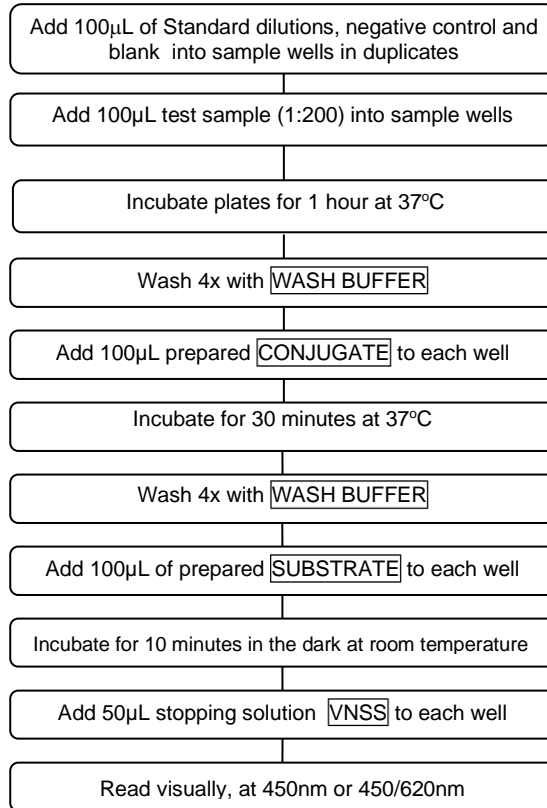 Add 100μL of Standard dilutions, negative control and
blank into sample wells in duplicates
Add 100µL test sample (1:200) into sample wells
Incubate plates for 1 hour at 37ºC
Wash 4x with WASH BUFFER
Add 100µL prepared CONJUGATE to each well
Incubate for 30 minutes at 37ºC
Wash 4x with WASH BUFFER
Add 100µL of prepared SUBSTRATE to each well
Incubate for 10 minutes in the dark at room temperature
Add 50µL stopping solution VNSS to each well
Read visually, at 450nm or 450/620nm